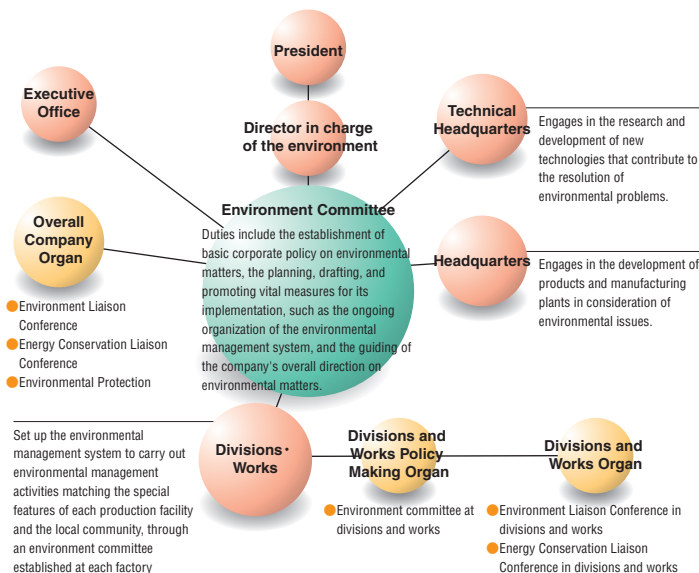 President
Executive
Office
Director in charge
of the environment
Technical
Headquarters
Engages in the research and
development of new
technologies that contribute to
the resolution of
environmental problems.
Overall
Company
Organ
Environment Liaison
Conference
Energy Conservation Liaison
Conference
Environmental Protection
Environment Committee
Duties include the establishment of
basic corporate policy on environmental
matters, the planning, drafting, and
promoting vital measures for its
implementation, such as the ongoing
organization of the environmental
management system, and the guiding of
the company's overall direction on
environmental matters.
Headquarters
Engages in the development of
products and manufacturing
plants in consideration of
environmental issues.
Set up the environmental
management system to carry out
environmental management
activities matching the special
features of each production facility
and the local community, through
an environment committee
established at each factory
Divisions・
Works
Divisions and
Works Policy
Making Organ
Environment committee at
divisions and works
Divisions and
Works Organ
Environment Liaison Conference in
divisions and works
Energy Conservation Liaison
Conference in divisions and works